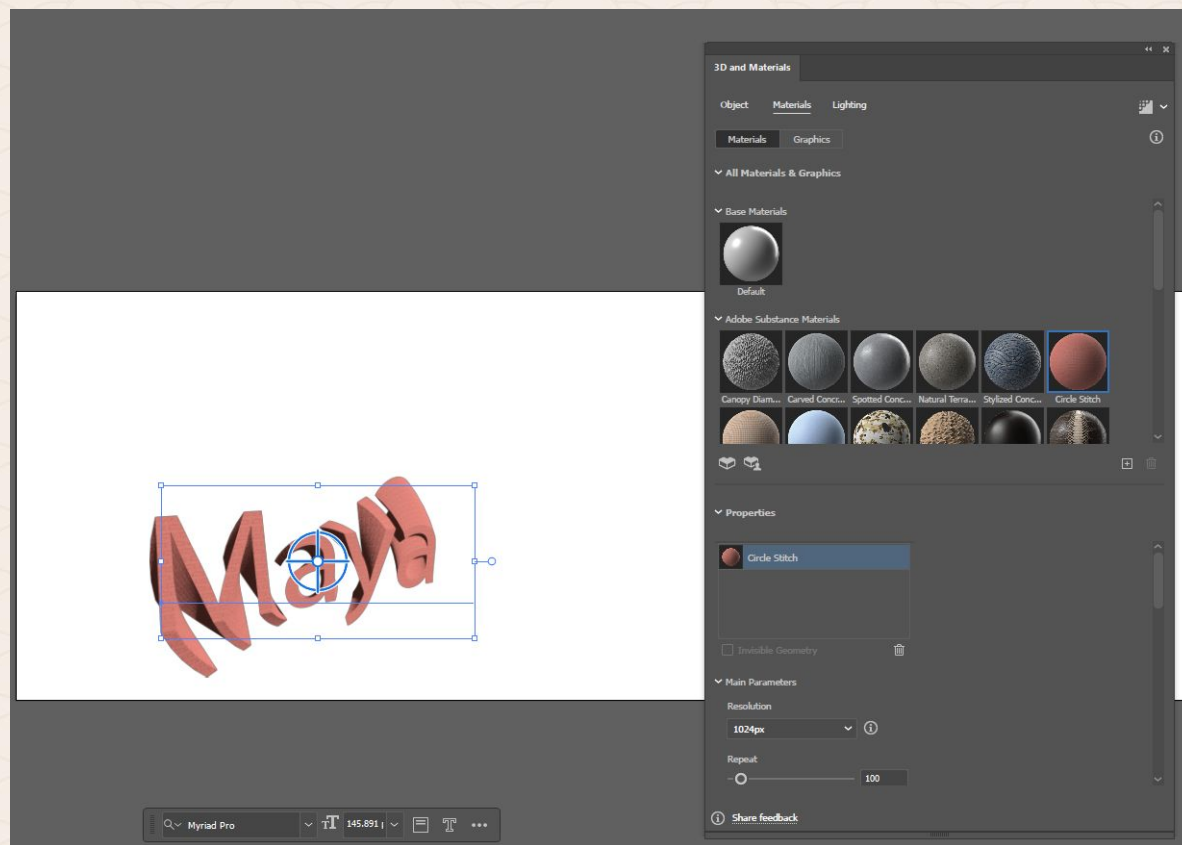 3D and Materials
Object Materials Lighting
Materials Graphics
All Materials & Graphics
Base Materials
Default
Adobe Substance Materials
Canopy Diam... Carved Concr... Spotted Conc... Natural Terra... Stylized Conc... Circle Stitch
Maya
Properties
Circle Stitch
Invisible Geometry
Main Parameters
Resolution
1024px
Repeat
100
Share feedback
Myriad Pro 145.891